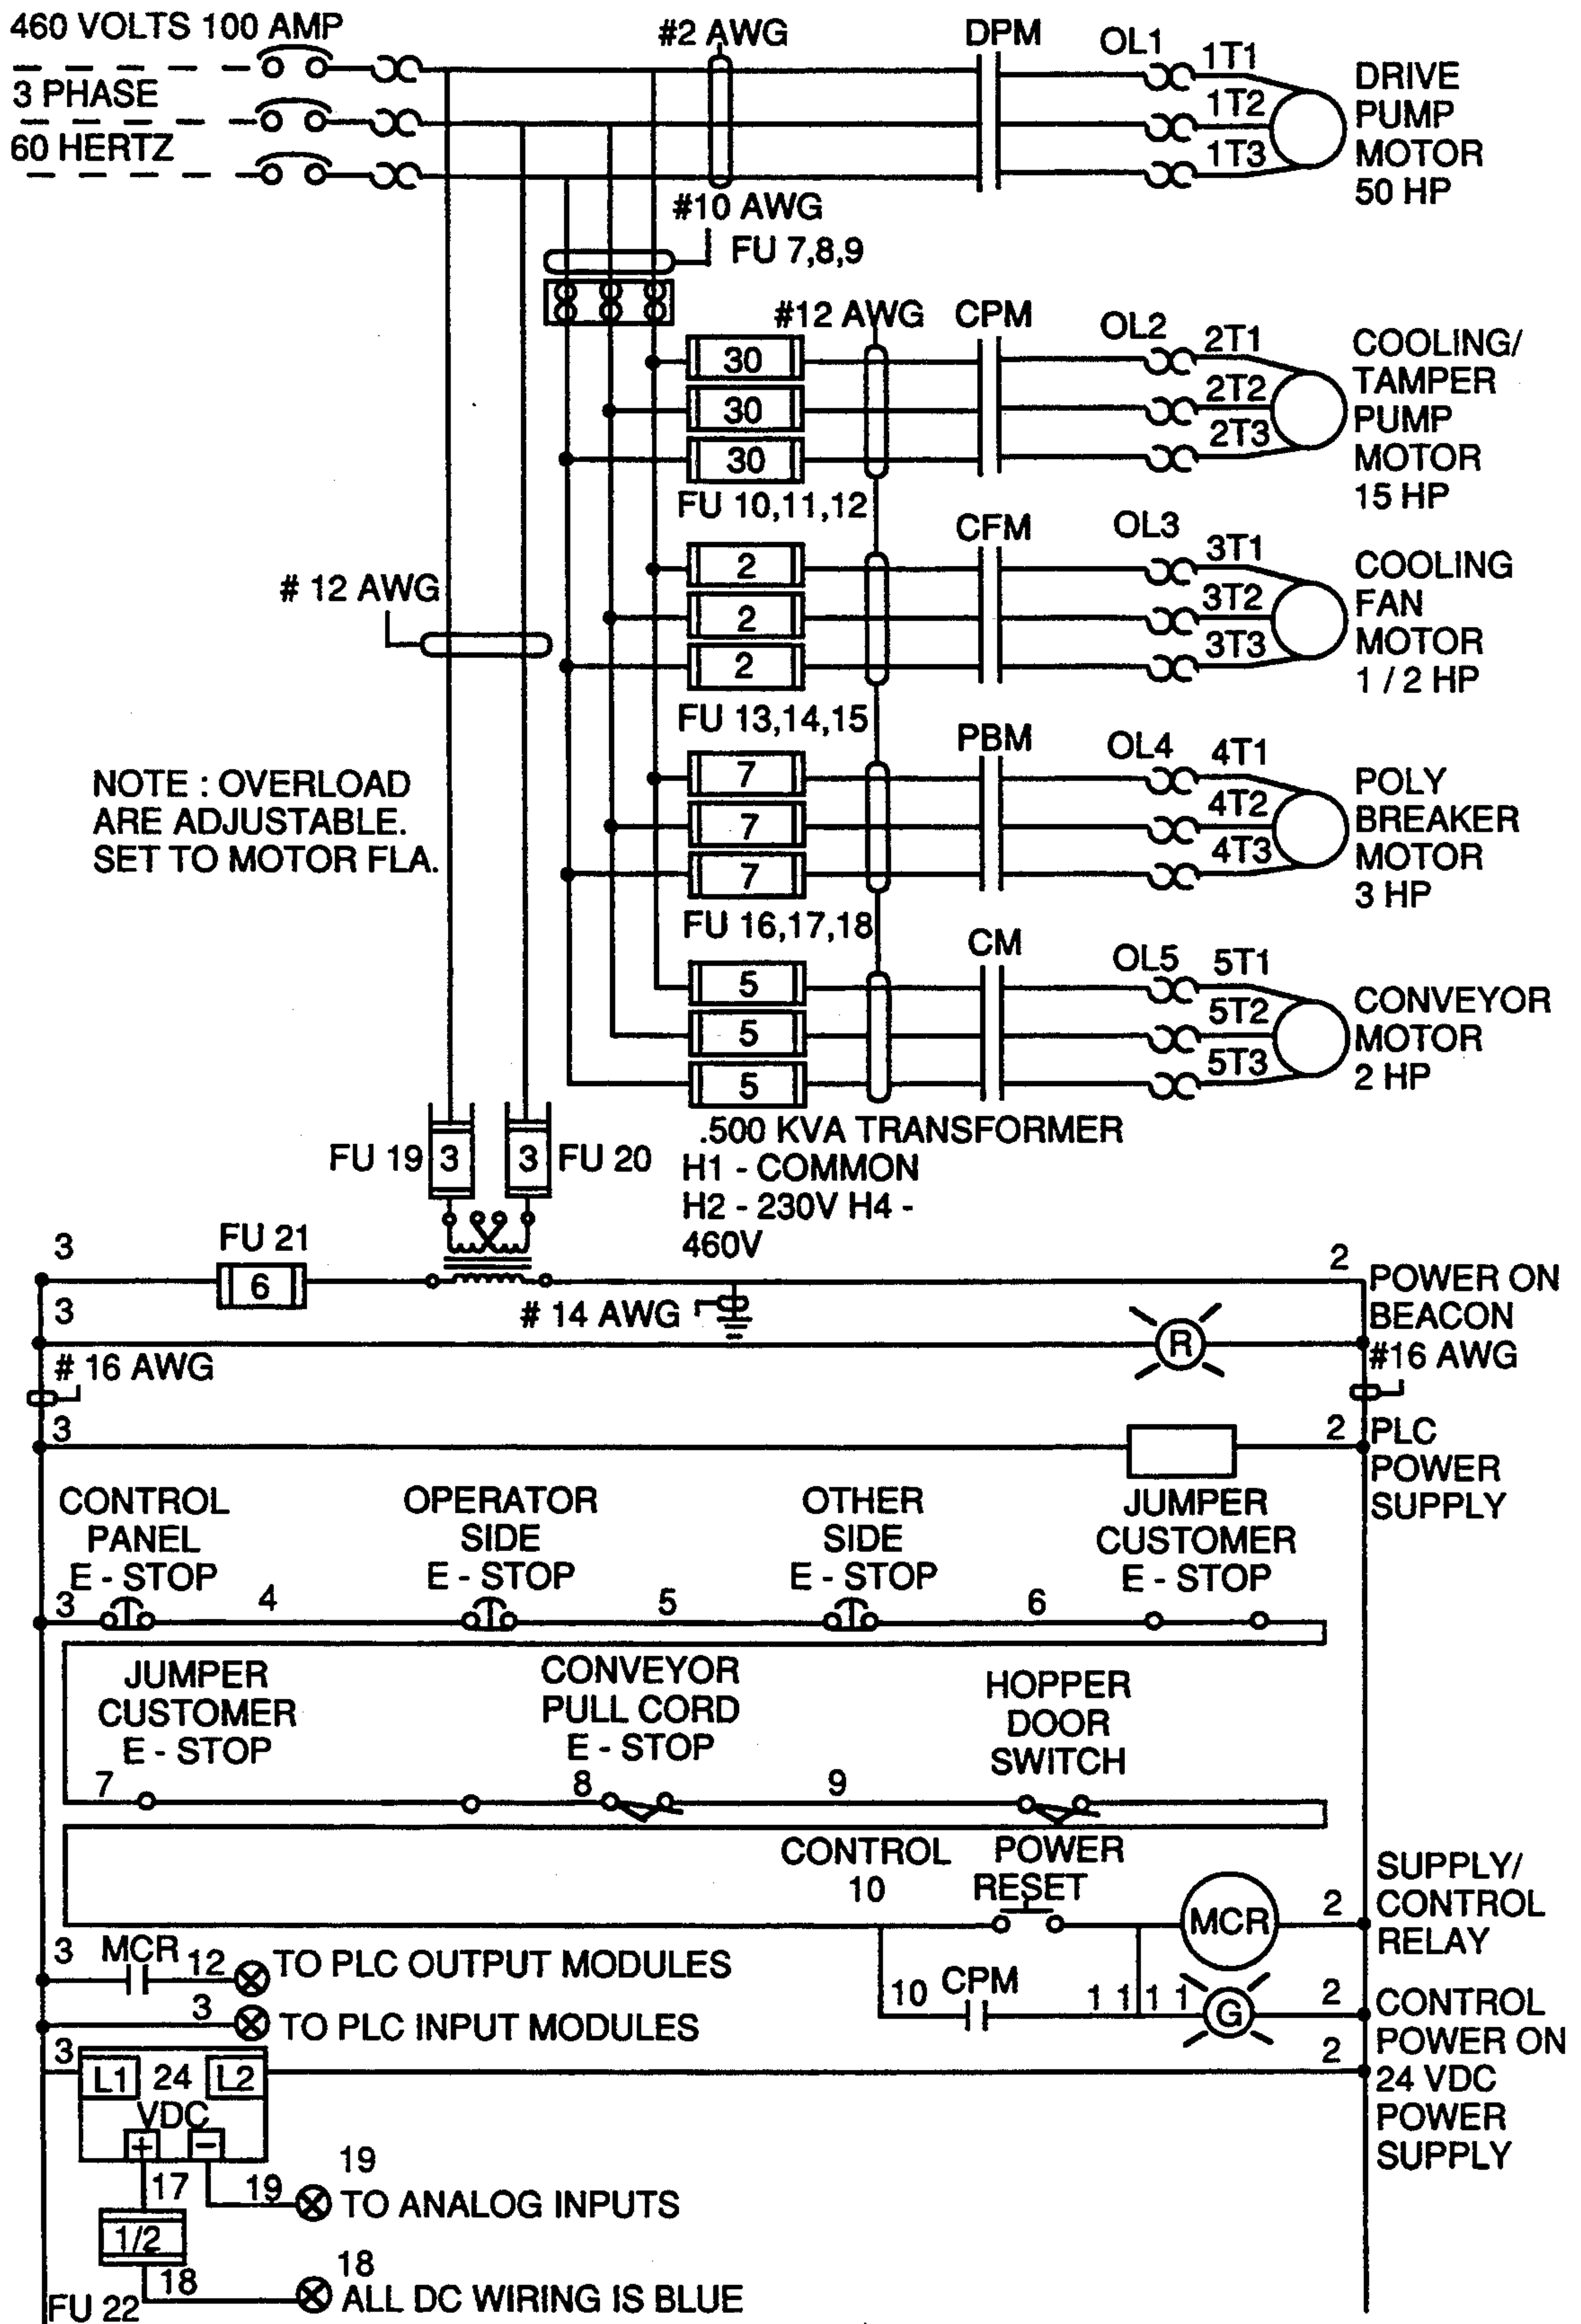 460 VOLTS 100 AMP
3 PHASE
60 HERTZ
#2 AWG
DPM
OL1
1T1
1T2
1T3
DRIVE
PUMP
MOTOR
50 HP
#10 AWG
FU 7,8,9
#12 AWG
CPM
OL2
2T1
2T2
2T3
COOLING/
TAMPER
PUMP
MOTOR
15 HP
30
30
30
FU 10,11,12
CFM
OL3
3T1
3T2
3T3
COOLING
FAN
MOTOR
1 / 2 HP
2
2
2
FU 13,14,15
# 12 AWG
PBM
OL4
4T1
4T2
4T3
POLY
BREAKER
MOTOR
3 HP
7
7
7
FU 16,17,18
NOTE : OVERLOAD
ARE ADJUSTABLE.
SET TO MOTOR FLA.
CM
OL5
5T1
5T2
5T3
CONVEYOR
MOTOR
2 HP
5
5
5
.500 KVA TRANSFORMER
H1 - COMMON
H2 - 230V H4 -
460V
FU 19
3
3
FU 20
3
FU 21
6
2
POWER ON
BEACON
#16 AWG
# 14 AWG
3
R
# 16 AWG
3
2
PLC
POWER
SUPPLY
CONTROL
PANEL
E - STOP
OPERATOR
SIDE
E - STOP
OTHER
SIDE
E - STOP
JUMPER
CUSTOMER
E - STOP
3
4
5
6
JUMPER
CUSTOMER
E - STOP
CONVEYOR
PULL CORD
E - STOP
HOPPER
DOOR
SWITCH
7
8
9
CONTROL POWER
10 RESET
MCR
2
SUPPLY/
CONTROL
RELAY
3
MCR
12
TO PLC OUTPUT MODULES
10
CPM
1 1 1 1
G
2
CONTROL
POWER ON
3
TO PLC INPUT MODULES
3
L1
24
L2
VDC
+
-
2
24 VDC
POWER
SUPPLY
17
19
19
TO ANALOG INPUTS
1/2
18
18
ALL DC WIRING IS BLUE
FU 22